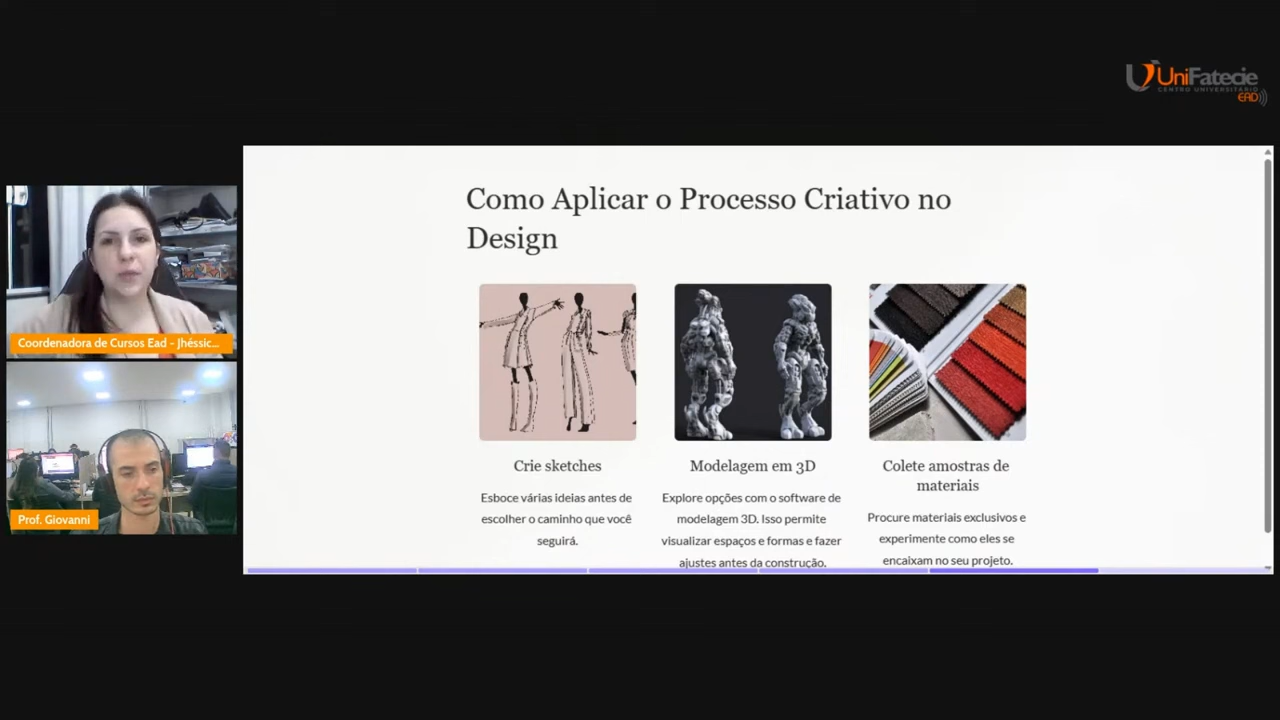 UniFatecie
CENTRO UNIVERSITÁRIO
EAD
Coordenadora de Cursos Ead - Jhéssic...
Prof. Giovanni
Como Aplicar o Processo Criativo no
Design
Crie sketches
Esboce várias ideias antes de
escolher o caminho que você
seguirá.
Modelagem em 3D
Explore opções com o software de
modelagem 3D. Isso permite
visualizar espaços e formas e fazer
ajustes antes da construção.
Colete amostras de
materiais
Procure materiais exclusivos e
experimente como eles se
encaixam no seu projeto.